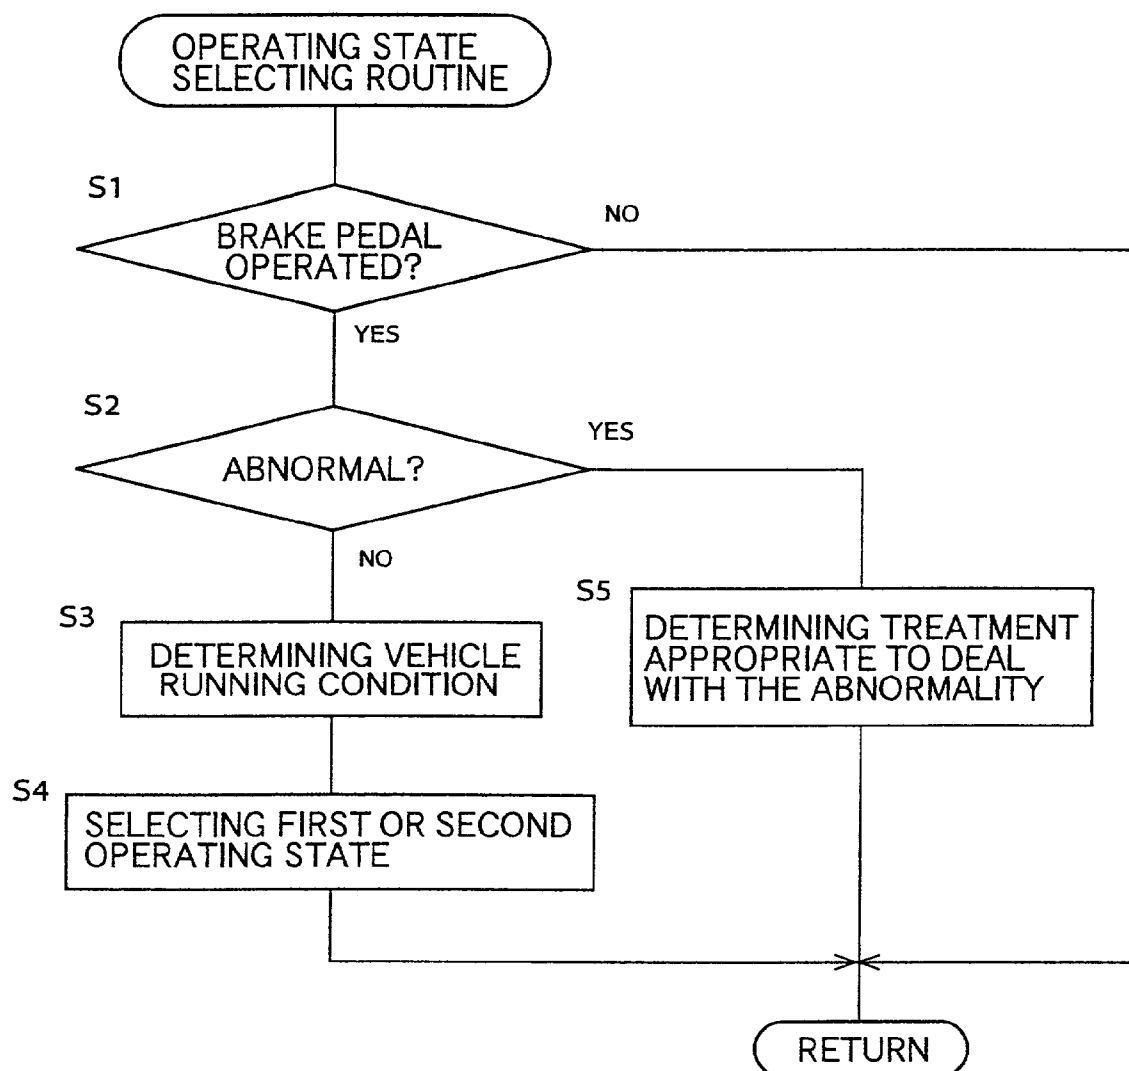 OPERATING STATE
SELECTING ROUTINE
S1
BRAKE PEDAL
OPERATED?
NO
YES
S2
ABNORMAL?
YES
NO
S3
DETERMINING VEHICLE
RUNNING CONDITION
S5
DETERMINING TREATMENT
APPROPRIATE TO DEAL
WITH THE ABNORMALITY
S4
SELECTING FIRST OR SECOND
OPERATING STATE
RETURN